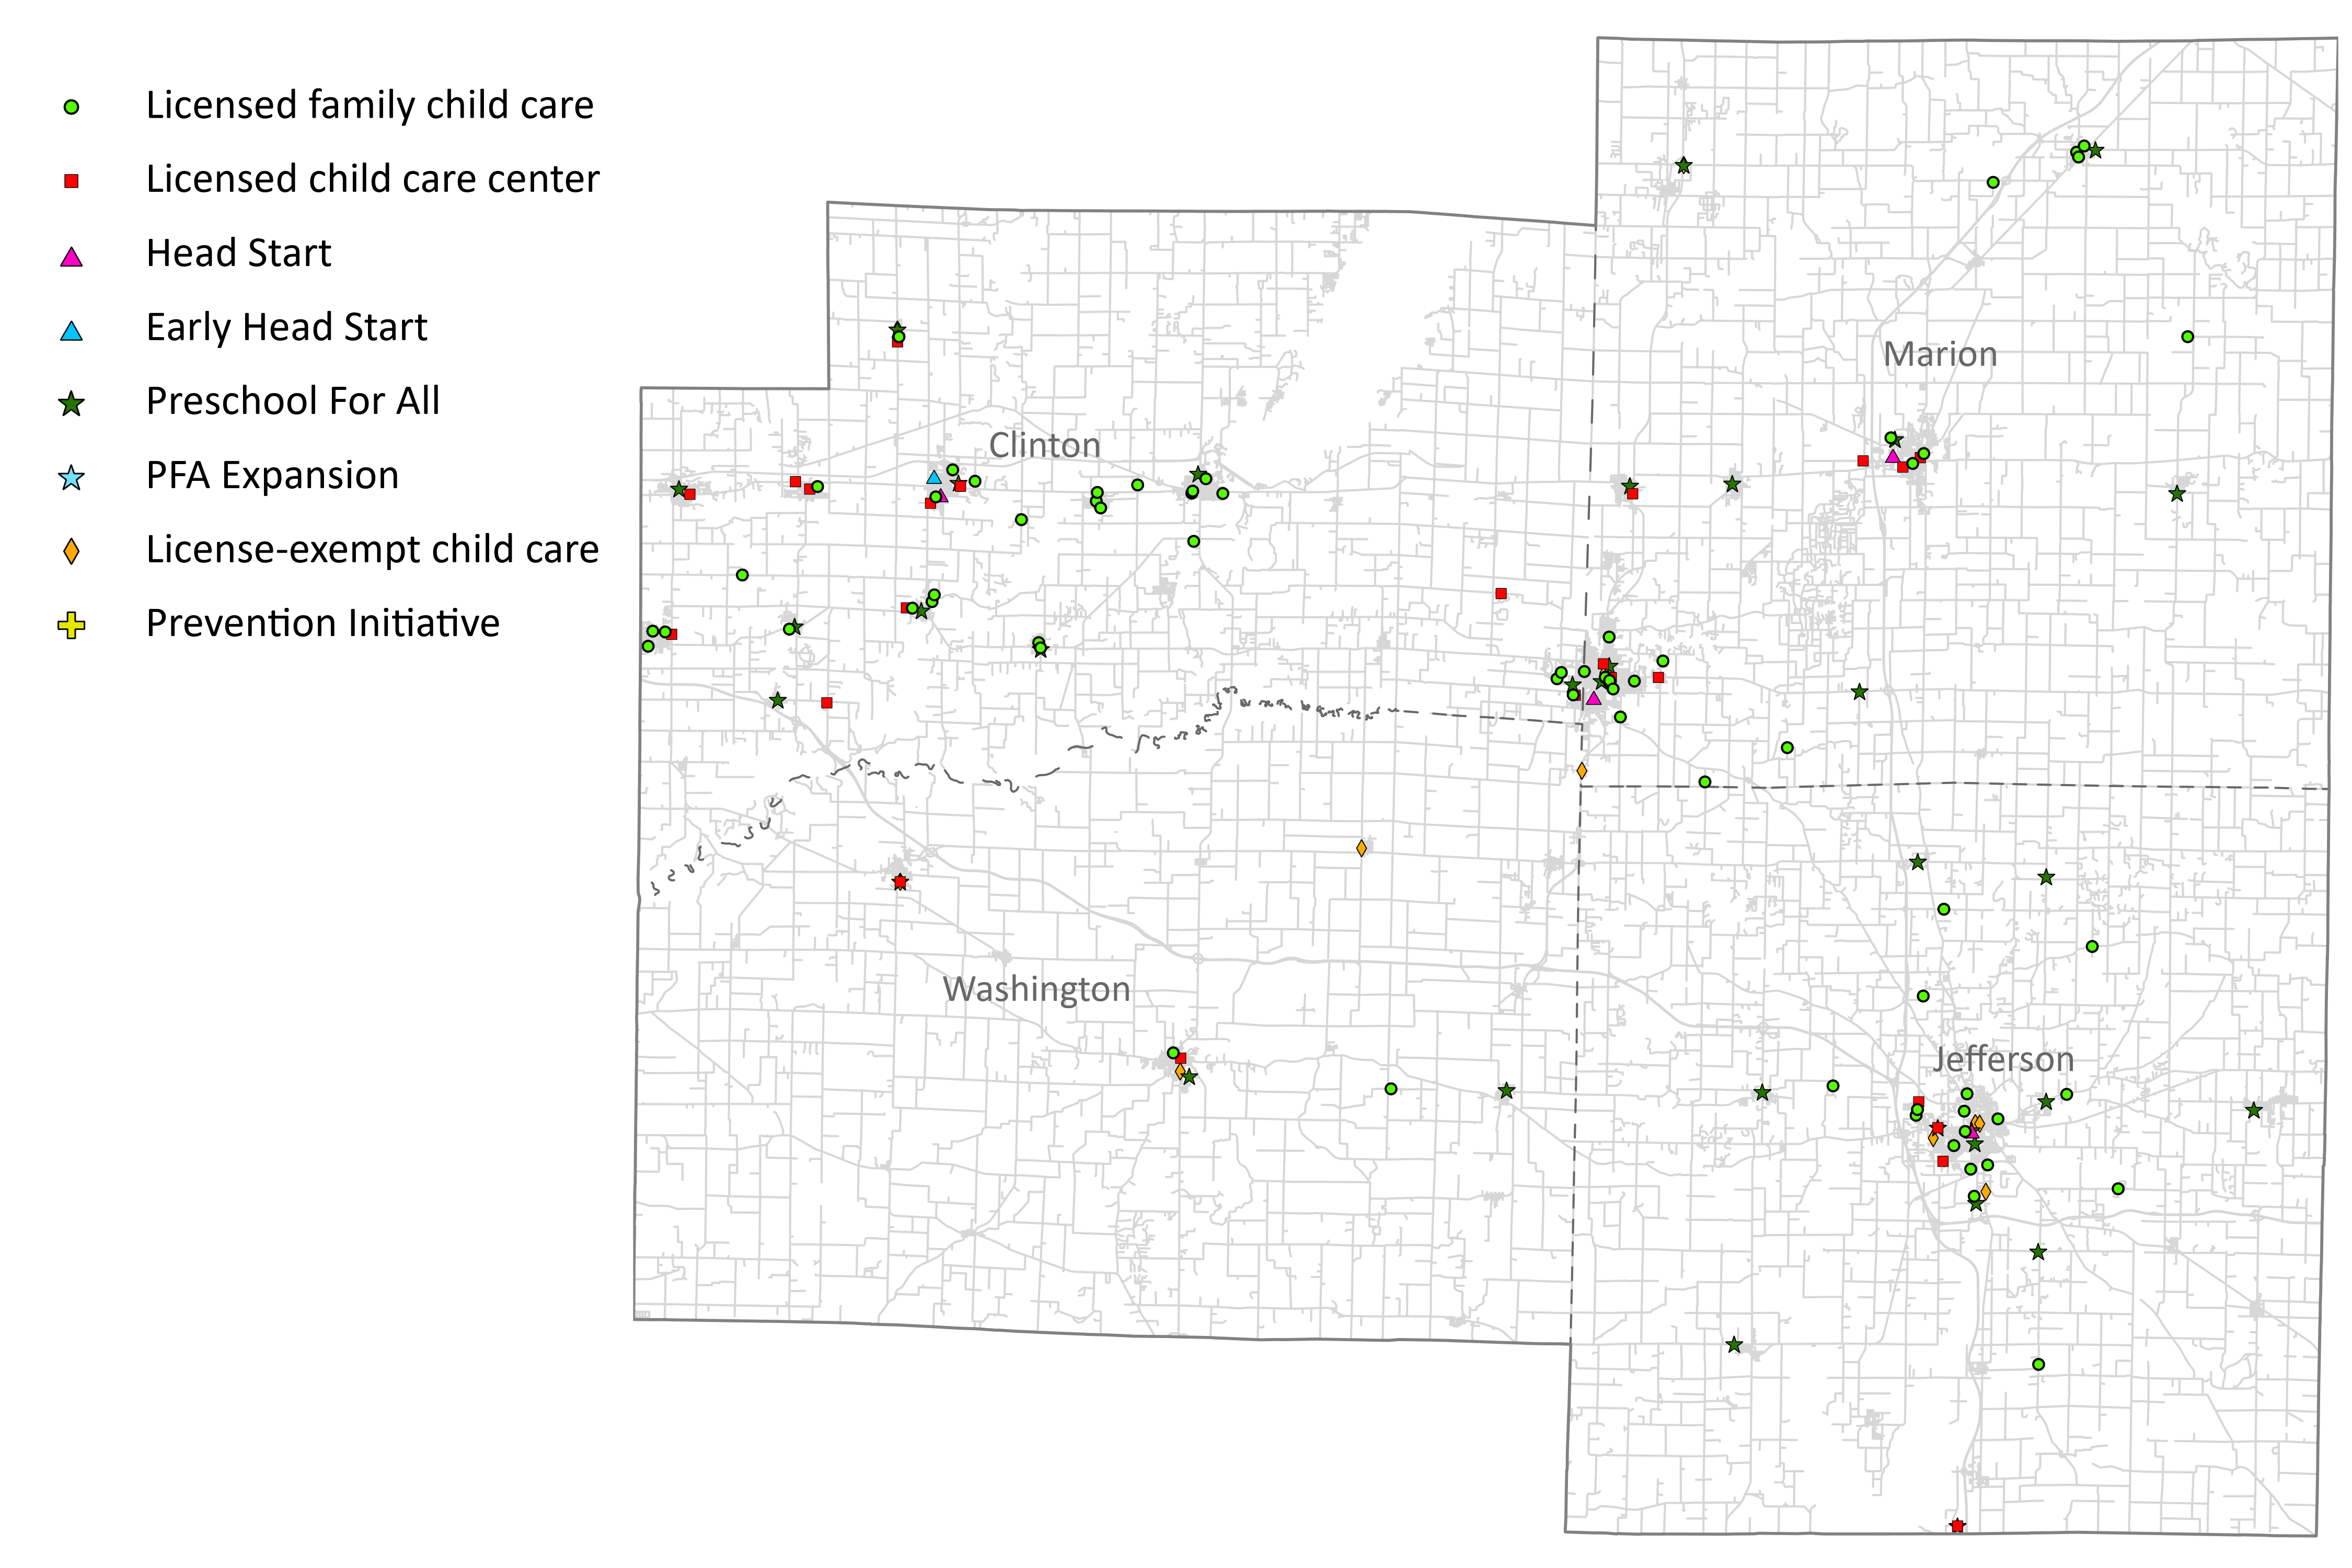 Licensed family child care
Licensed child care center
Head Start
Early Head Start
Preschool For All
PFA Expansion
License-exempt child care
Prevention Initiative
Marion
Clinton
Washington
Jefferson